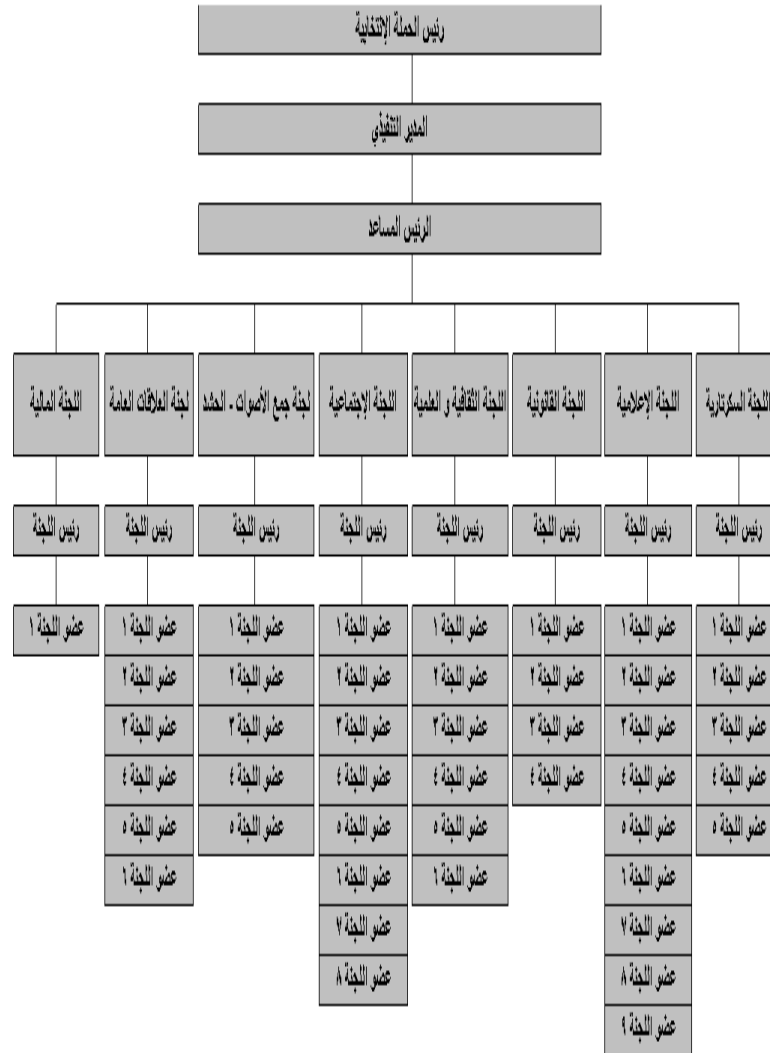 رئيس الحملة الإنتخابية
المدير التنفيذي
الرئيس المساعد
اللجنة السكرتارية
اللجنة الإعلامية
اللجنة القانونية
اللجنة الثقافية و العلمية
اللجنة الإجتماعية
لجنة جمع الأصوات - الحشد
لجنة العلاقات العامة
اللجنة المالية
رئيس اللجنة
رئيس اللجنة
رئيس اللجنة
رئيس اللجنة
رئيس اللجنة
رئيس اللجنة
رئيس اللجنة
رئيس اللجنة
عضو اللجنة ١
عضو اللجنة ١
عضو اللجنة ١
عضو اللجنة ١
عضو اللجنة ١
عضو اللجنة ١
عضو اللجنة ١
عضو اللجنة ١
عضو اللجنة ٢
عضو اللجنة ٢
عضو اللجنة ٢
عضو اللجنة ٢
عضو اللجنة ٢
عضو اللجنة ٢
عضو اللجنة ٢
عضو اللجنة ٣
عضو اللجنة ٣
عضو اللجنة ٣
عضو اللجنة ٣
عضو اللجنة ٣
عضو اللجنة ٣
عضو اللجنة ٣
عضو اللجنة ٤
عضو اللجنة ٤
عضو اللجنة ٤
عضو اللجنة ٤
عضو اللجنة ٤
عضو اللجنة ٤
عضو اللجنة ٤
عضو اللجنة ٥
عضو اللجنة ٥
عضو اللجنة ٥
عضو اللجنة ٥
عضو اللجنة ٥
عضو اللجنة ٥
عضو اللجنة ٦
عضو اللجنة ٦
عضو اللجنة ٦
عضو اللجنة ٦
عضو اللجنة ٧
عضو اللجنة ٧
عضو اللجنة ٨
عضو اللجنة ٨
عضو اللجنة ٩